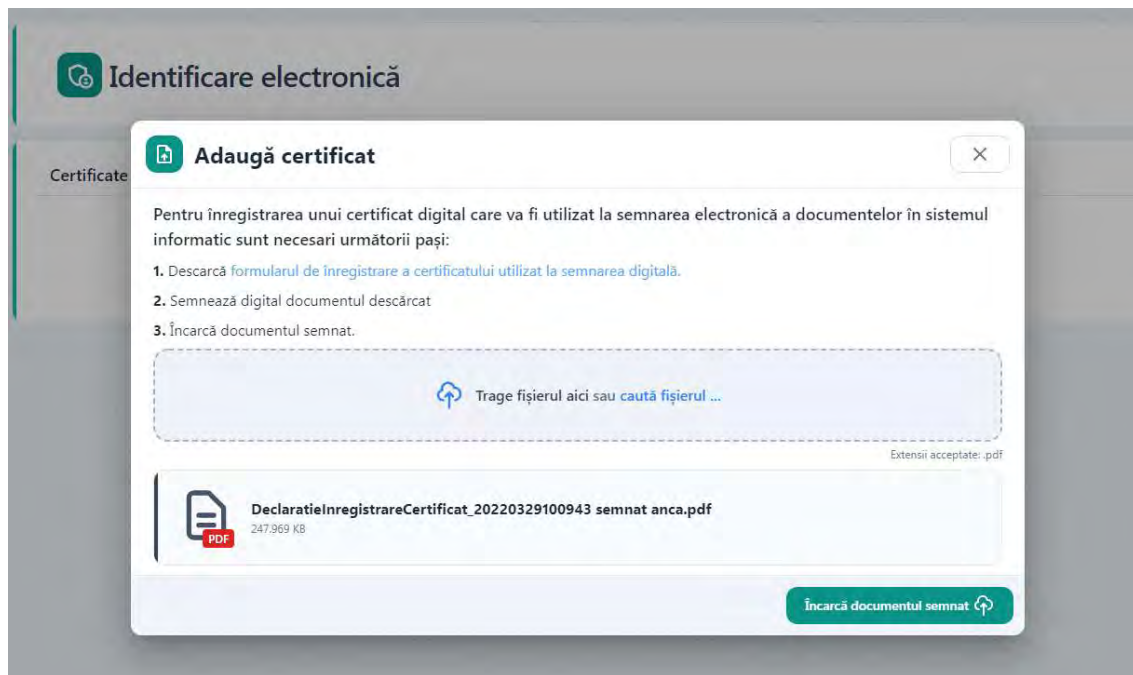 Identificare electronică
Adaugă certificat
Certificate
Pentru înregistrarea unui certificat digital care va fi utilizat la semnarea electronică a documentelor în sistemul
informatic sunt necesari următorii pași:
1. Descarcă formularul de înregistrare a certificatului utilizat la semnarea digitală.
2. Semnează digital documentul descărcat
3. Încarcă documentul semnat.
Trage fișierul aici sau caută fișierul ...
Extensii acceptate: .pdf
DeclaratieInregistrareCertificat_20220329100943 semnat anca.pdf
247.969 KB
PDF
Încarcă documentul semnat